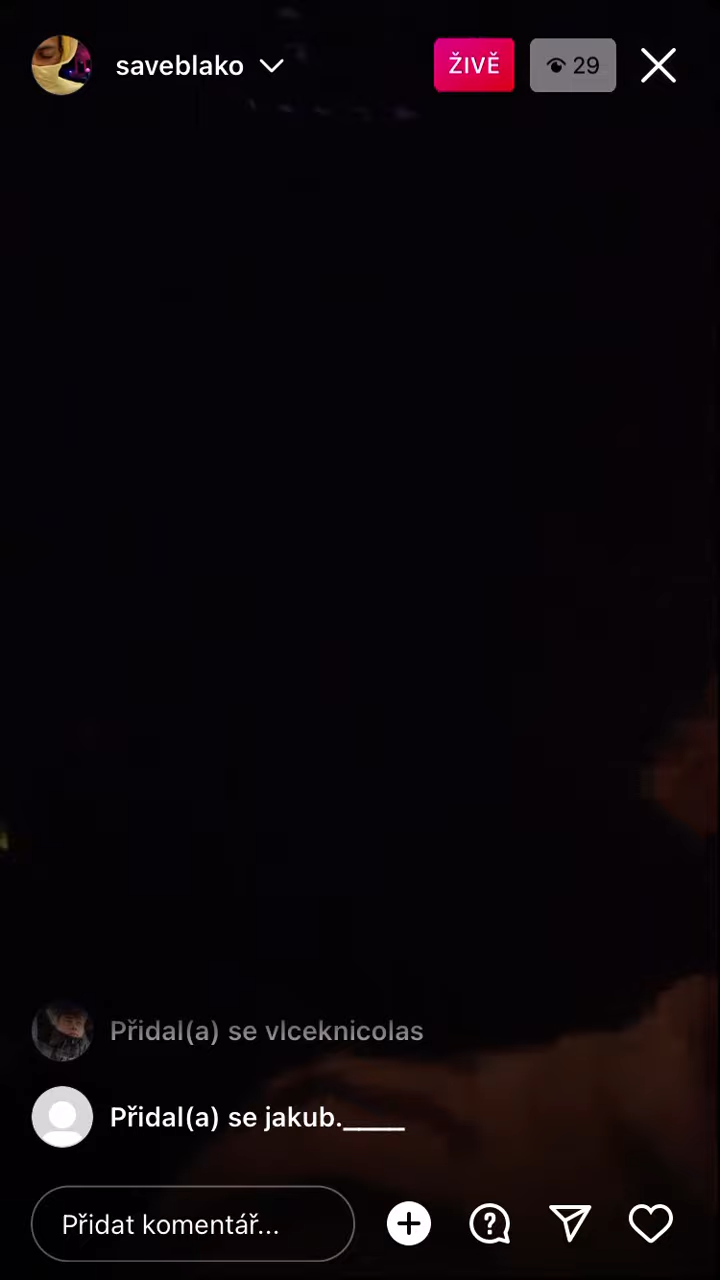 saveblako
ŽIVĚ
29
Přidal(a) se vlceknicolas
Přidal(a) se jakub._____
Přidat komentář...